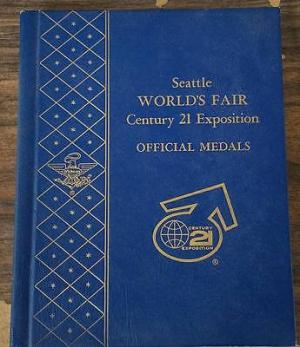 Seattle
WORLD'S FAIR
Century 21 Exposition
OFFICIAL MEDALS
CENTURY
21
EXPOSITION
®